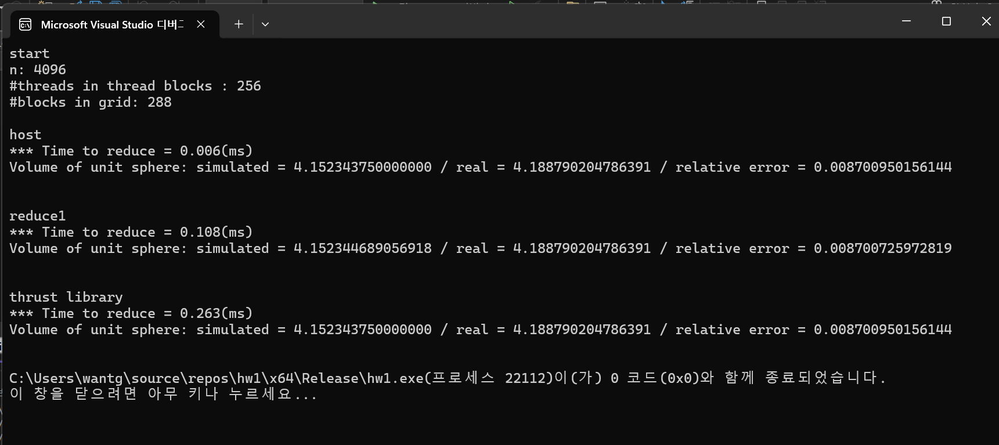 Microsoft Visual Studio 디버그
start
n: 4096
#threads in thread blocks : 256
#blocks in grid: 288
host
*** Time to reduce = 0.006(ms)
Volume of unit sphere: simulated = 4.152343750000000 / real = 4.188790204786391 / relative error = 0.008700950156144
reduce1
*** Time to reduce = 0.108(ms)
Volume of unit sphere: simulated = 4.152344689056918 / real = 4.188790204786391 / relative error = 0.008700725972819
thrust library
*** Time to reduce = 0.263(ms)
Volume of unit sphere: simulated = 4.152343750000000 / real = 4.188790204786391 / relative error = 0.008700950156144
C:\Users\wantg\source\repos\hw1\x64\Release\hw1.exe(프로세스 22112)이(가) 0 코드(0x0)와 함께 종료되었습니다.
이 창을 닫으려면 아무 키나 누르세요...